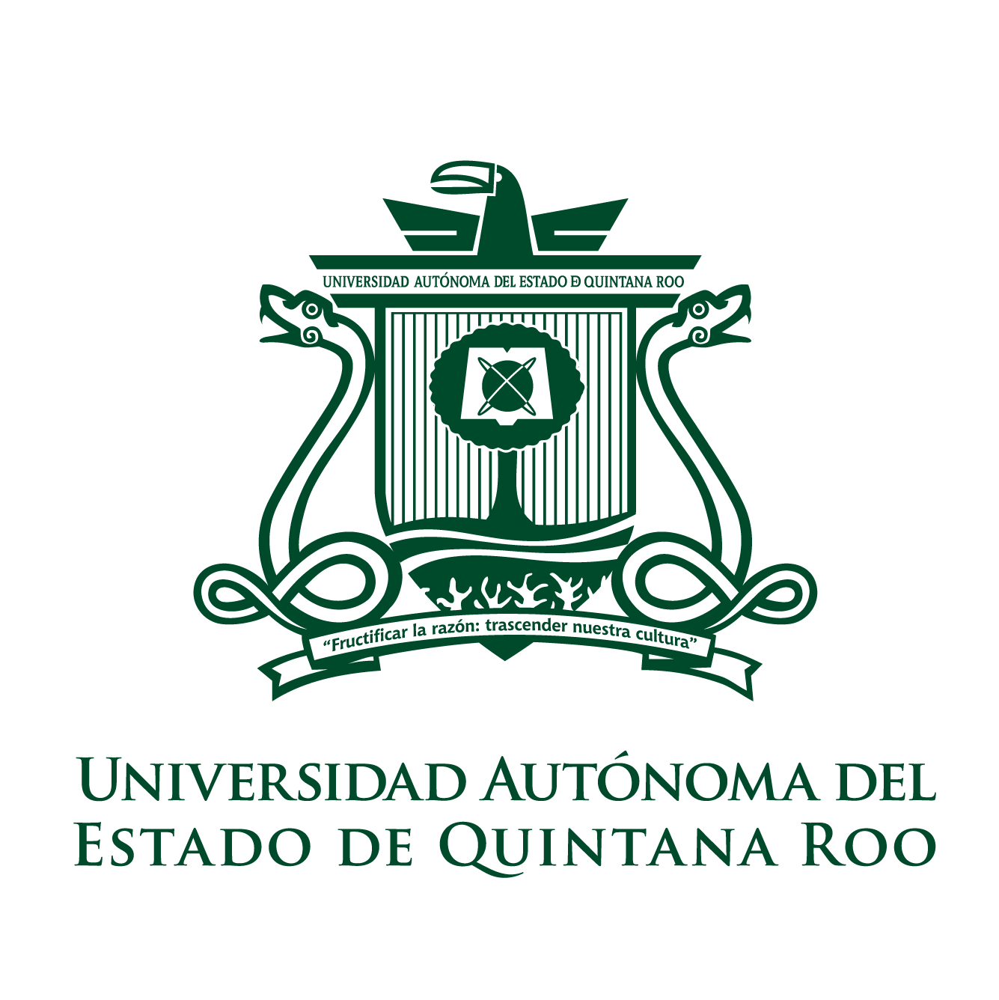 UNIVERSIDAD AUTÓNOMA DEL ESTADO DE QUINTANA ROO
“Fructificar la razón: trascender nuestra cultura”
UNIVERSIDAD AUTÓNOMA DEL
ESTADO DE QUINTANA ROO